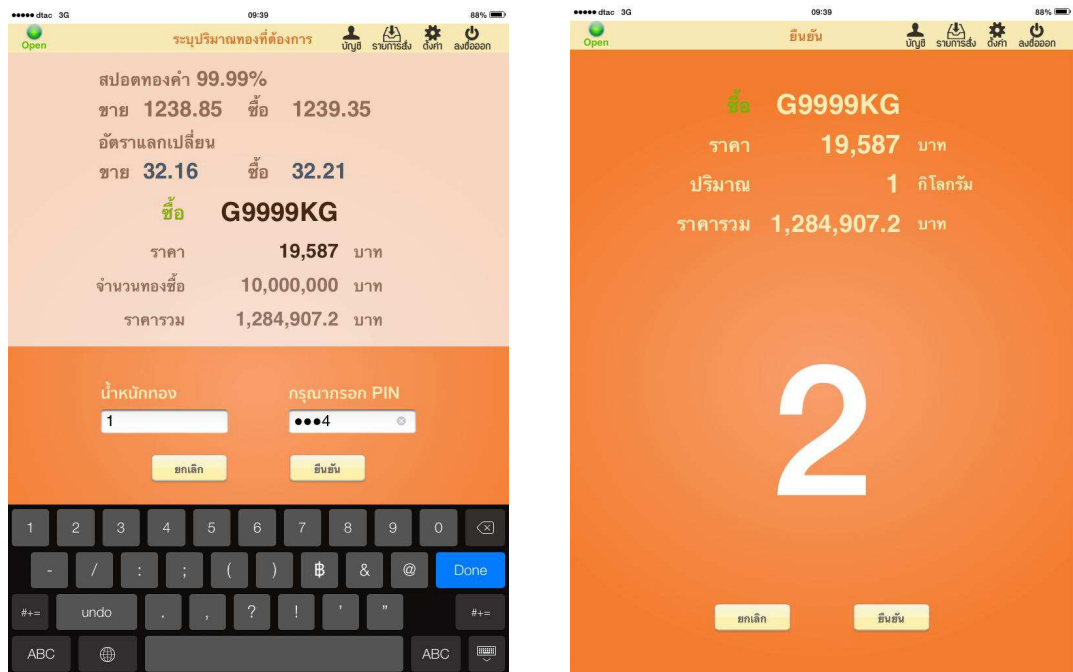 dtac 3G 09:39 88%
Open ระบุปริมาณทองที่ต้องการ บัญชี รายการสั่ง ตั้งค่า ลงชื่อออก
สปอตทองคำ 99.99%
ขาย 1238.85 ซื้อ 1239.35
อัตราแลกเปลี่ยน
ขาย 32.16 ซื้อ 32.21
ซื้อ G9999KG
ราคา 19,587 บาท
จำนวนทองซื้อ 10,000,000 บาท
ราคารวม 1,284,907.2 บาท
น้ำหนักทอง กรุณากรอก PIN
1 •••4
ยกเลิก ยืนยัน
1 2 3 4 5 6 7 8 9 0
- / : ; ( ) ฿ & @ Done
#+= undo . , ? ! ' " #+=
ABC ABC
dtac 3G 09:39 88%
Open ยืนยัน บัญชี รายการสั่ง ตั้งค่า ลงชื่อออก
ซื้อ G9999KG
ราคา 19,587 บาท
ปริมาณ 1 กิโลกรัม
ราคารวม 1,284,907.2 บาท
2
ยกเลิก ยืนยัน